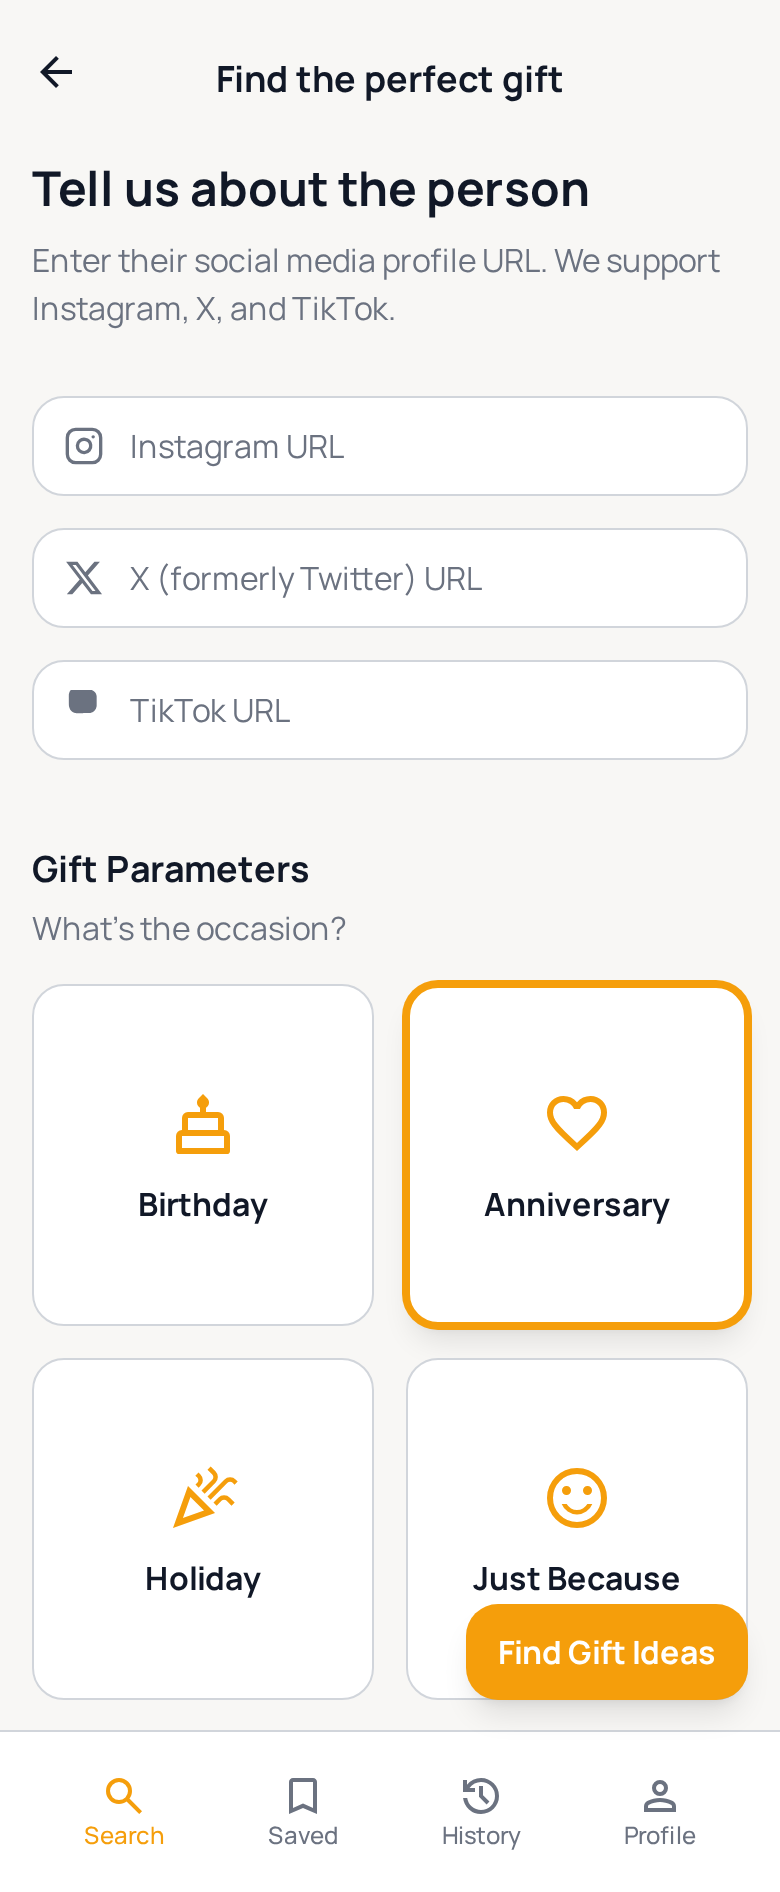 Find the perfect gift
Tell us about the person
Enter their social media profile URL. We support
Instagram, X, and TikTok.
Instagram URL
X (formerly Twitter) URL
TikTok URL
Gift Parameters
What's the occasion?
Birthday
Anniversary
Holiday
Just Because
Find Gift Ideas
Search
Saved
History
Profile